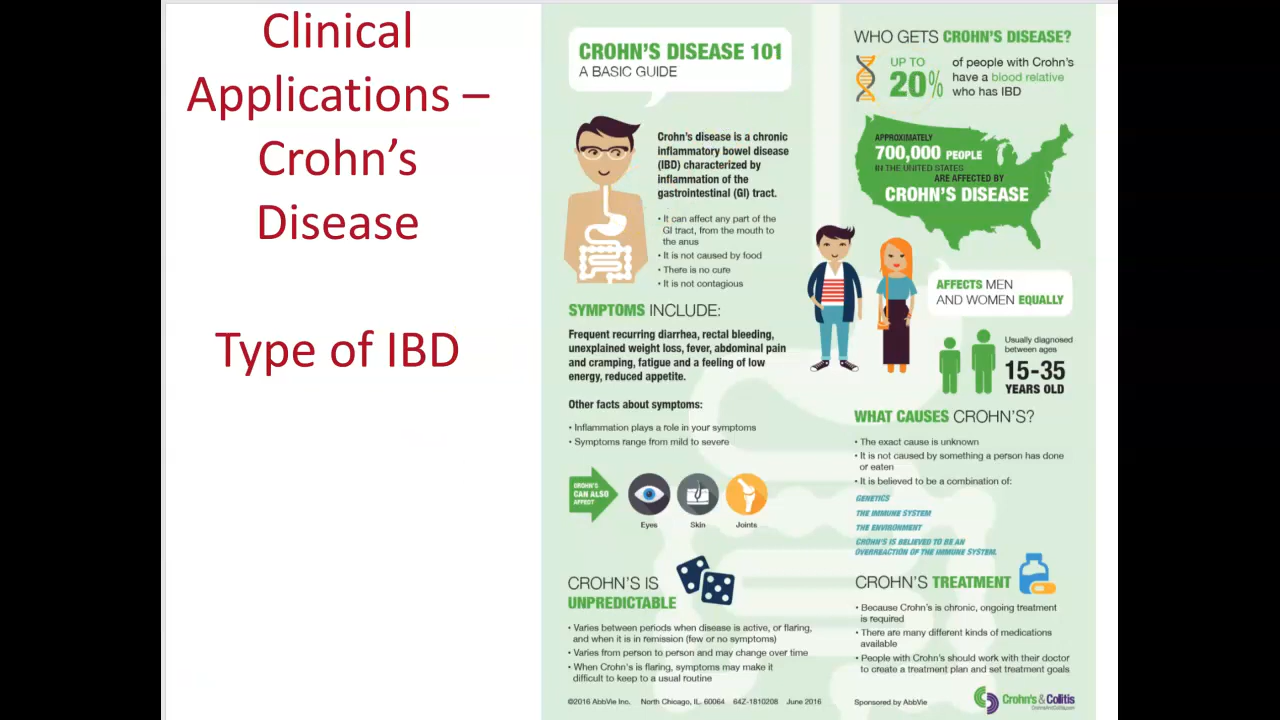 Clinical
Applications –
Crohn's
Disease
Type of IBD
CROHN'S DISEASE 101
A BASIC GUIDE
Crohn's disease is a chronic
inflammatory bowel disease
(IBD) characterized by
inflammation of the
gastrointestinal (GI) tract.
• It can affect any part of the
GI tract, from the mouth to
the anus
• It is not caused by food
• There is no cure
• It is not contagious
SYMPTOMS INCLUDE:
Frequent recurring diarrhea, rectal bleeding,
unexplained weight loss, fever, abdominal pain
and cramping, fatigue and a feeling of low
energy, reduced appetite.
Other facts about symptoms:
• Inflammation plays a role in your symptoms
• Symptoms range from mild to severe
CROHN'S
CAN ALSO
AFFECT
Eyes
Skin
Joints
CROHN'S IS
UNPREDICTABLE
• Varies between periods when disease is active, or flaring,
and when it is in remission (few or no symptoms)
• Varies from person to person and may change over time
• When Crohn's is flaring, symptoms may make it
difficult to keep to a usual routine
©2016 AbbVie Inc. North Chicago, IL. 60064 64Z-1810208 June 2016
WHO GETS CROHN'S DISEASE?
UP TO
20%
of people with Crohn's
have a blood relative
who has IBD
APPROXIMATELY
700,000 PEOPLE
IN THE UNITED STATES
ARE AFFECTED BY
CROHN'S DISEASE
AFFECTS MEN
AND WOMEN EQUALLY
Usually diagnosed
between ages
15-35
YEARS OLD
WHAT CAUSES CROHN'S?
• The exact cause is unknown
• It is not caused by something a person has done
or eaten
• It is believed to be a combination of:
GENETICS
THE IMMUNE SYSTEM
THE ENVIRONMENT
CROHN'S IS BELIEVED TO BE AN
OVERREACTION OF THE IMMUNE SYSTEM.
CROHN'S TREATMENT
• Because Crohn's is chronic, ongoing treatment
is required
• There are many different kinds of medications
available
• People with Crohn's should work with their doctor
to create a treatment plan and set treatment goals
Sponsored by AbbVie
Crohn's & Colitis
CrohnsAndColitis.com